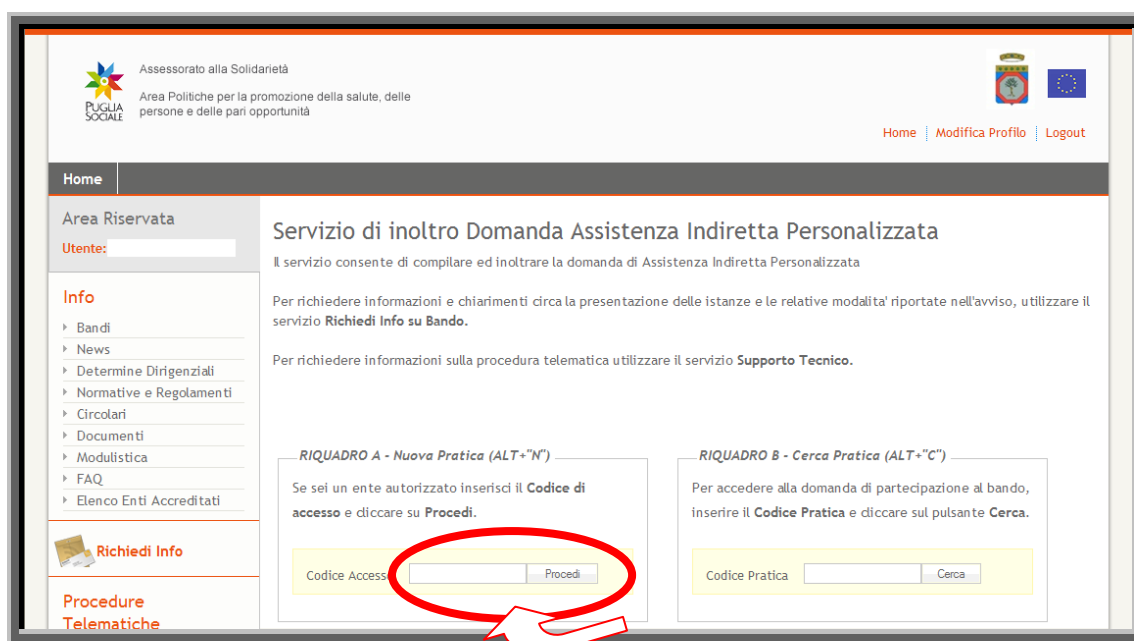 Assessorato alla Solidarietà
Area Politiche per la promozione della salute, delle
persone e delle pari opportunità
PUGLIA
SOCIALE
Home Modifica Profilo Logout
Home
Area Riservata
Utente:
Info
Bandi
News
Determine Dirigenziali
Normative e Regolamenti
Circolari
Documenti
Modulistica
FAQ
Elenco Enti Accreditati
Richiedi Info
Procedure
Telematiche
Servizio di inoltro Domanda Assistenza Indiretta Personalizzata
Il servizio consente di compilare ed inoltrare la domanda di Assistenza Indiretta Personalizzata
Per richiedere informazioni e chiarimenti circa la presentazione delle istanze e le relative modalita' riportate nell'avviso, utilizzare il
servizio Richiedi Info su Bando.
Per richiedere informazioni sulla procedura telematica utilizzare il servizio Supporto Tecnico.
RIQUADRO A - Nuova Pratica (ALT+"N")
Se sei un ente autorizzato inserisci il Codice di
accesso e cliccare su Procedi.
Codice Accesso Procedi
RIQUADRO B - Cerca Pratica (ALT+"C")
Per accedere alla domanda di partecipazione al bando,
inserire il Codice Pratica e cliccare sul pulsante Cerca.
Codice Pratica Cerca